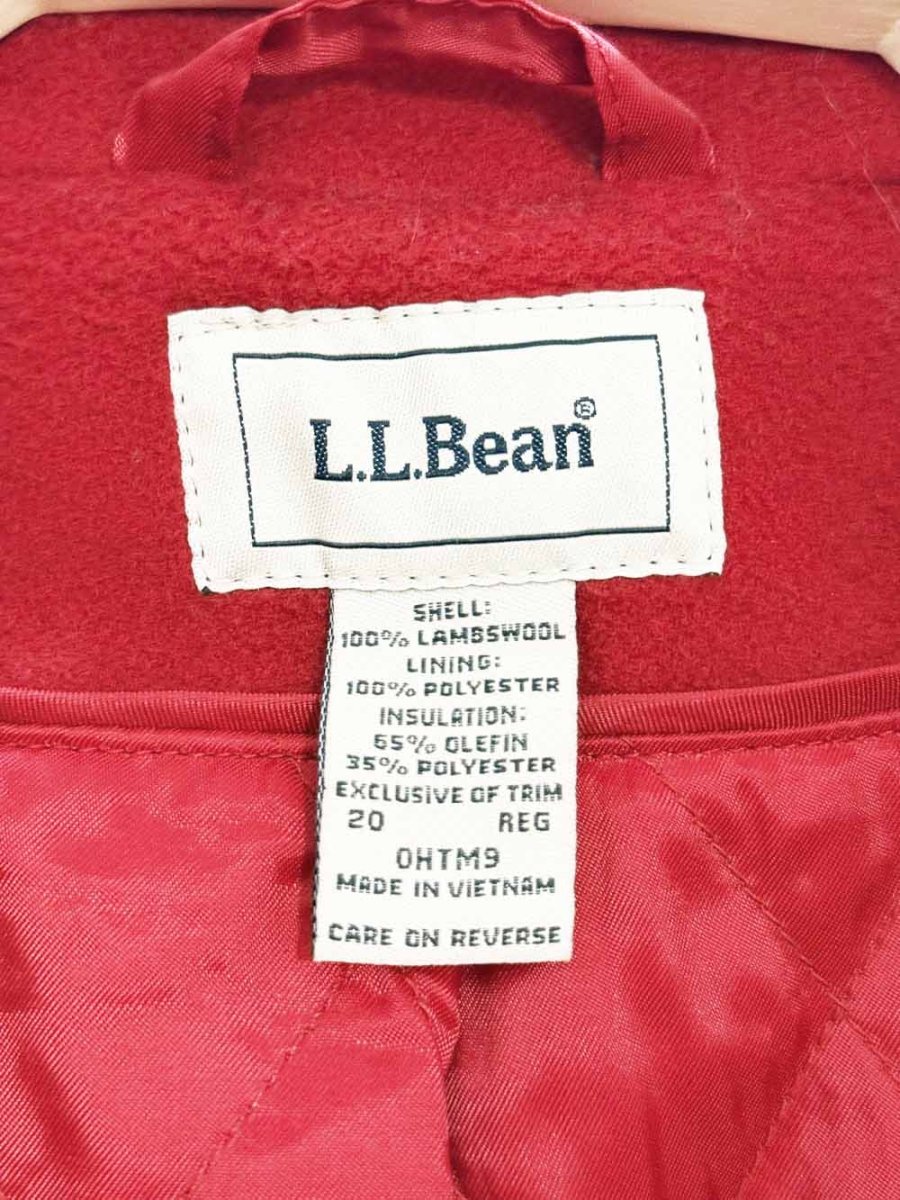 L.L.Bean®
SHELL:
100% LAMBSWOOL
LINING:
100% POLYESTER
INSULATION:
65% OLEFIN
35% POLYESTER
EXCLUSIVE OF TRIM
20 REG
0HTM9
MADE IN VIETNAM
CARE ON REVERSE